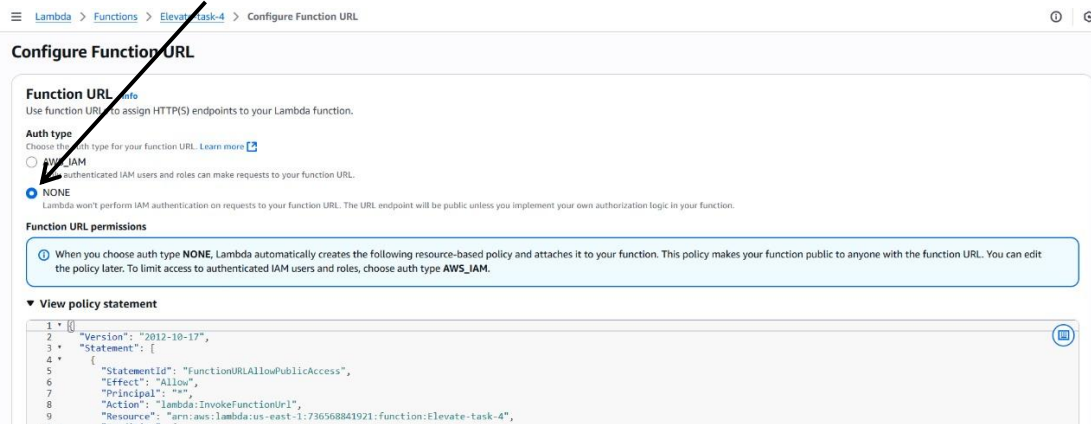 Lambda > Functions > Elevate-task-4 > Configure Function URL
Configure Function URL
Function URL Info
Use function URLs to assign HTTP(S) endpoints to your Lambda function.
Auth type
Choose the auth type for your function URL. Learn more
AWS_IAM
authenticated IAM users and roles can make requests to your function URL.
NONE
Lambda won't perform IAM authentication on requests to your function URL. The URL endpoint will be public unless you implement your own authorization logic in your function.
Function URL permissions
When you choose auth type NONE, Lambda automatically creates the following resource-based policy and attaches it to your function. This policy makes your function public to anyone with the function URL. You can edit
the policy later. To limit access to authenticated IAM users and roles, choose auth type AWS_IAM.
View policy statement
1 {
2 "Version": "2012-10-17",
3 "Statement": [
4 {
5 "StatementId": "FunctionURLAllowPublicAccess",
6 "Effect": "Allow",
7 "Principal": "*",
8 "Action": "lambda:InvokeFunctionUrl",
9 "Resource": "arn:aws:lambda:us-east-1:736568841921:function:Elevate-task-4",